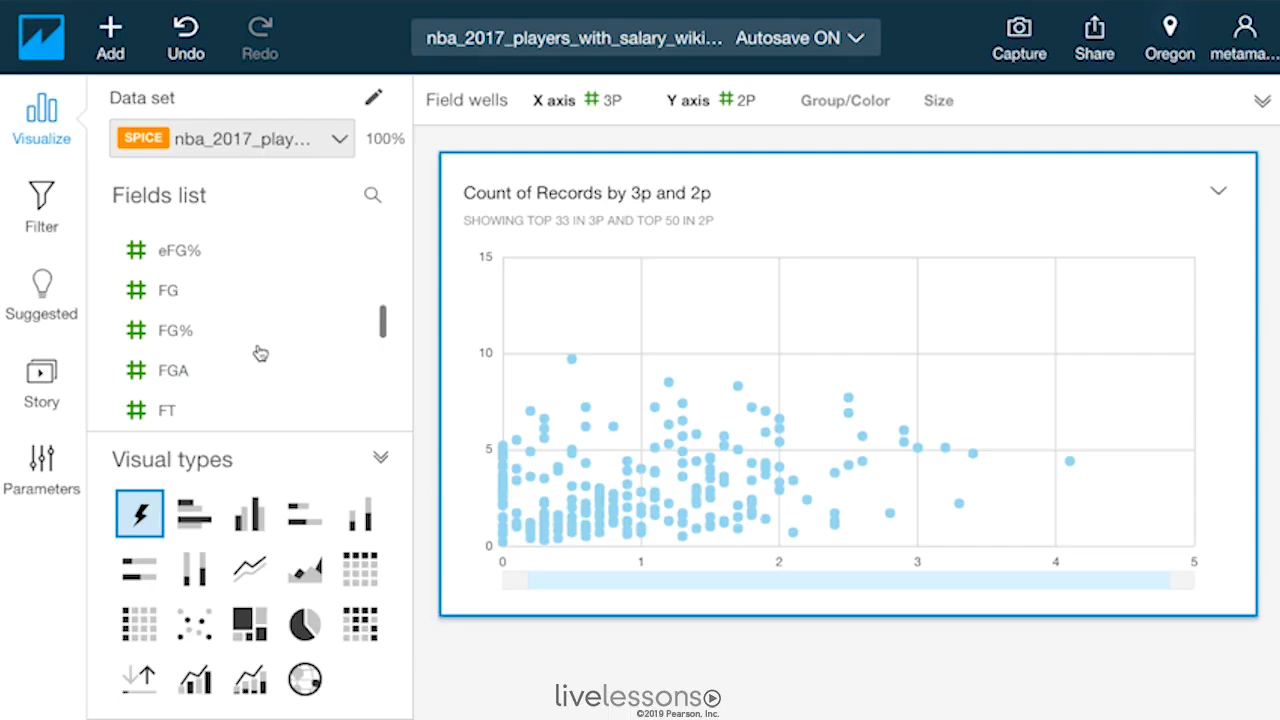 Add
Undo
Redo
nba_2017_players_with_salary_wiki... Autosave ON
Capture
Share
Oregon
metama...
Visualize
Filter
Suggested
Story
Parameters
Data set
SPICE nba_2017_play... 100%
Fields list
eFG%
FG
FG%
FGA
FT
Visual types
Field wells X axis 3P Y axis 2P Group/Color Size
Count of Records by 3p and 2p
SHOWING TOP 33 IN 3P AND TOP 50 IN 2P
15
10
5
0
0 1 2 3 4 5
livelessons
©2019 Pearson, Inc.